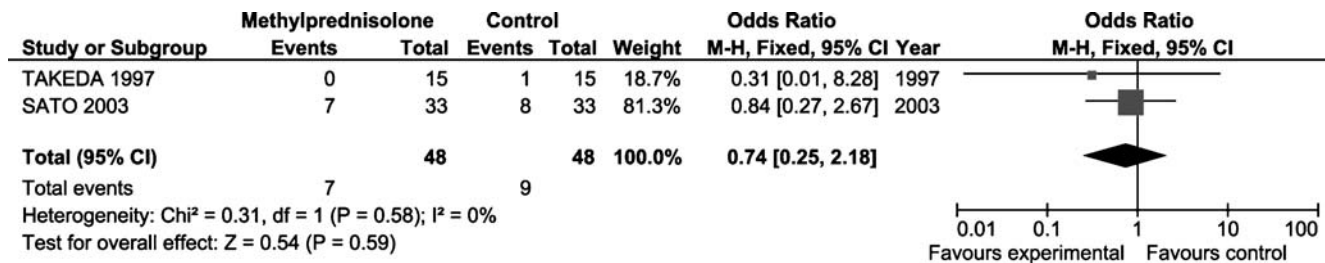 Methylprednisolone Control Odds Ratio Odds Ratio
Study or Subgroup Events Total Events Total Weight M-H, Fixed, 95% CI Year M-H, Fixed, 95% CI
TAKEDA 1997 0 15 1 15 18.7% 0.31 [0.01, 8.28] 1997
SATO 2003 7 33 8 33 81.3% 0.84 [0.27, 2.67] 2003
Total (95% CI) 48 48 100.0% 0.74 [0.25, 2.18]
Total events 7 9
Heterogeneity: Chi² = 0.31, df = 1 (P = 0.58); I² = 0%
Test for overall effect: Z = 0.54 (P = 0.59)
0.01 0.1 1 10 100
Favours experimental Favours control